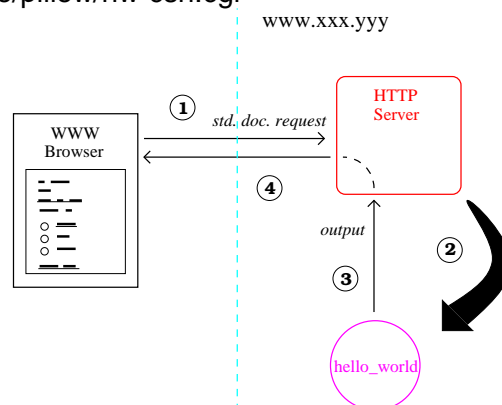 www.xxx.yyy
HTTP
Server
1
std. doc. request
WWW
Browser
4
output
2
3
hello_world